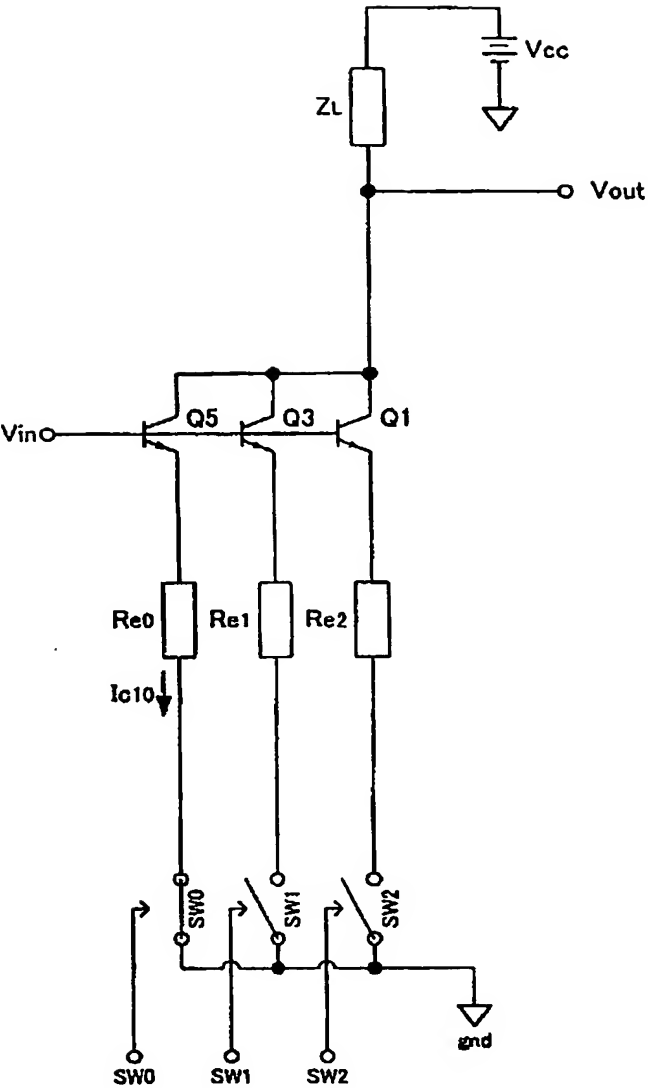 Vcc
ZL
Vout
Vin
Q5
Q3
Q1
Re0
Re1
Re2
Ic10
SW0
SW1
SW2
gnd
SW0
SW1
SW2